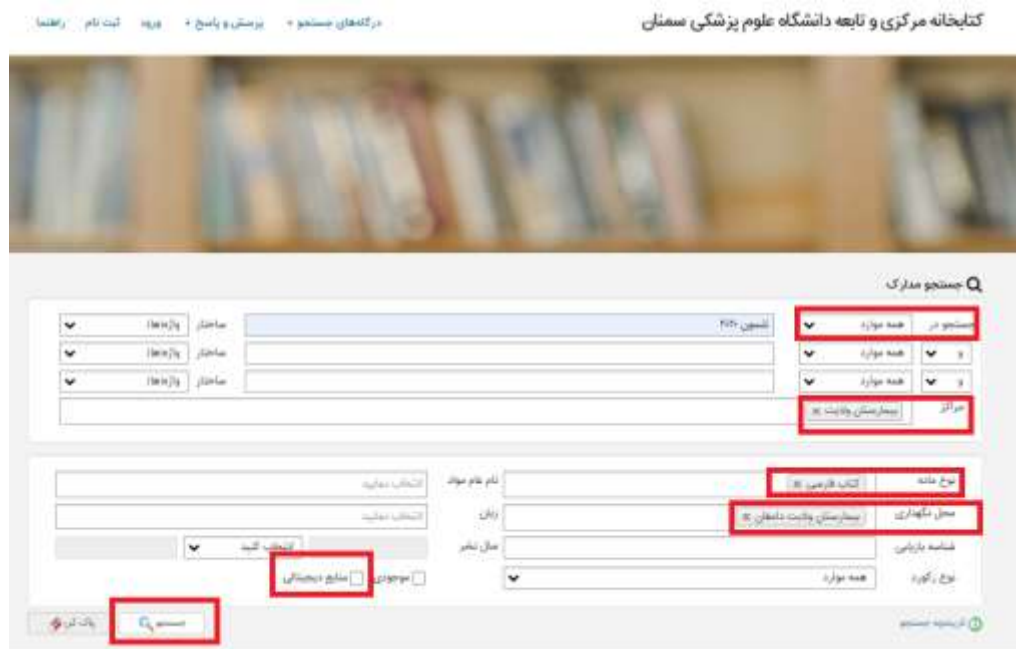 کتابخانه مرکزی و تابعه دانشگاه علوم پزشکی سمنان
درگاه‌های جستجو پرسش و پاسخ ورود ثبت نام راهنما
جستجو مدارک
جستجو در همه موارد تلسون ۲۰۲۰ ساختار واژه‌ها
و همه موارد ساختار واژه‌ها
و همه موارد ساختار واژه‌ها
مراکز بیمارستان ولایت
نوع ماده کتاب فارسی نام عام مواد انتخاب نمایید
محل نگهداری بیمارستان ولایت دامغان زبان انتخاب نمایید
شناسه بازیابی سال نشر انتخاب کنید
نوع رکورد همه موارد موجودی منابع دیجیتالی
تاریخچه جستجو جستجو پاک کن